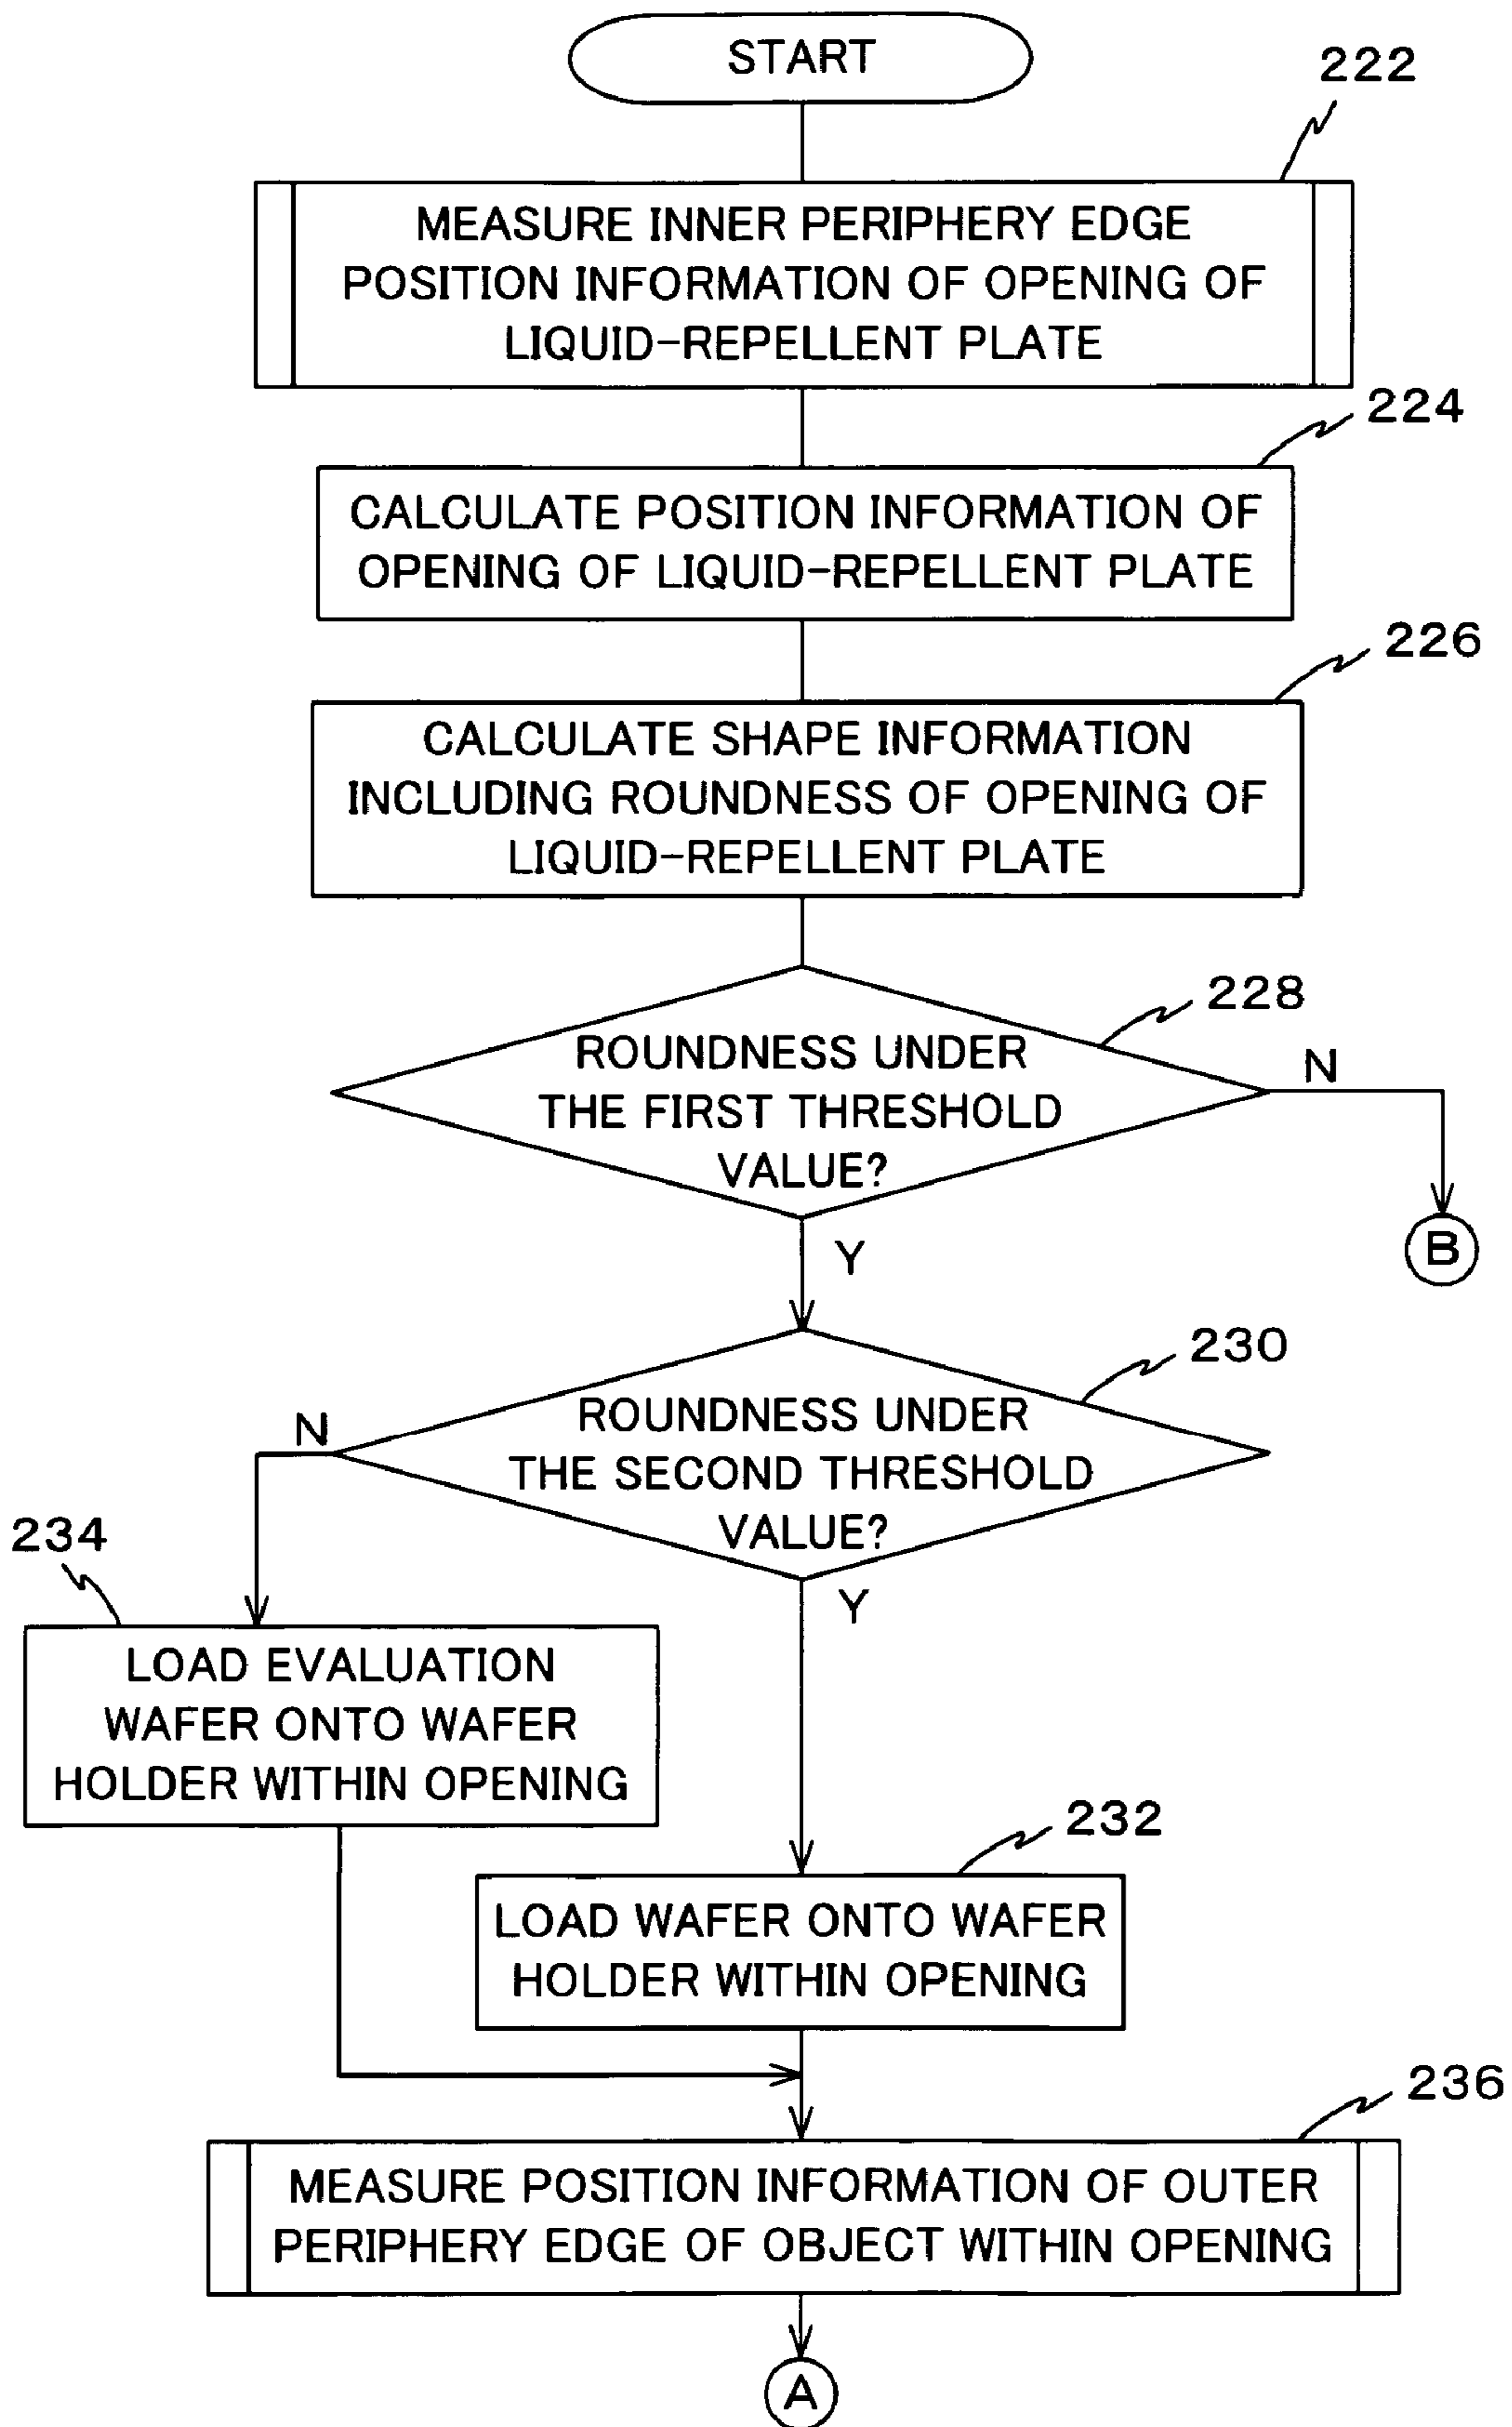 START
222
MEASURE INNER PERIPHERY EDGE
POSITION INFORMATION OF OPENING OF
LIQUID-REPELLENT PLATE
224
CALCULATE POSITION INFORMATION OF
OPENING OF LIQUID-REPELLENT PLATE
226
CALCULATE SHAPE INFORMATION
INCLUDING ROUNDNESS OF OPENING OF
LIQUID-REPELLENT PLATE
228
ROUNDNESS UNDER
THE FIRST THRESHOLD
VALUE?
N
B
Y
230
ROUNDNESS UNDER
THE SECOND THRESHOLD
VALUE?
N
Y
234
LOAD EVALUATION
WAFER ONTO WAFER
HOLDER WITHIN OPENING
232
LOAD WAFER ONTO WAFER
HOLDER WITHIN OPENING
236
MEASURE POSITION INFORMATION OF OUTER
PERIPHERY EDGE OF OBJECT WITHIN OPENING
A